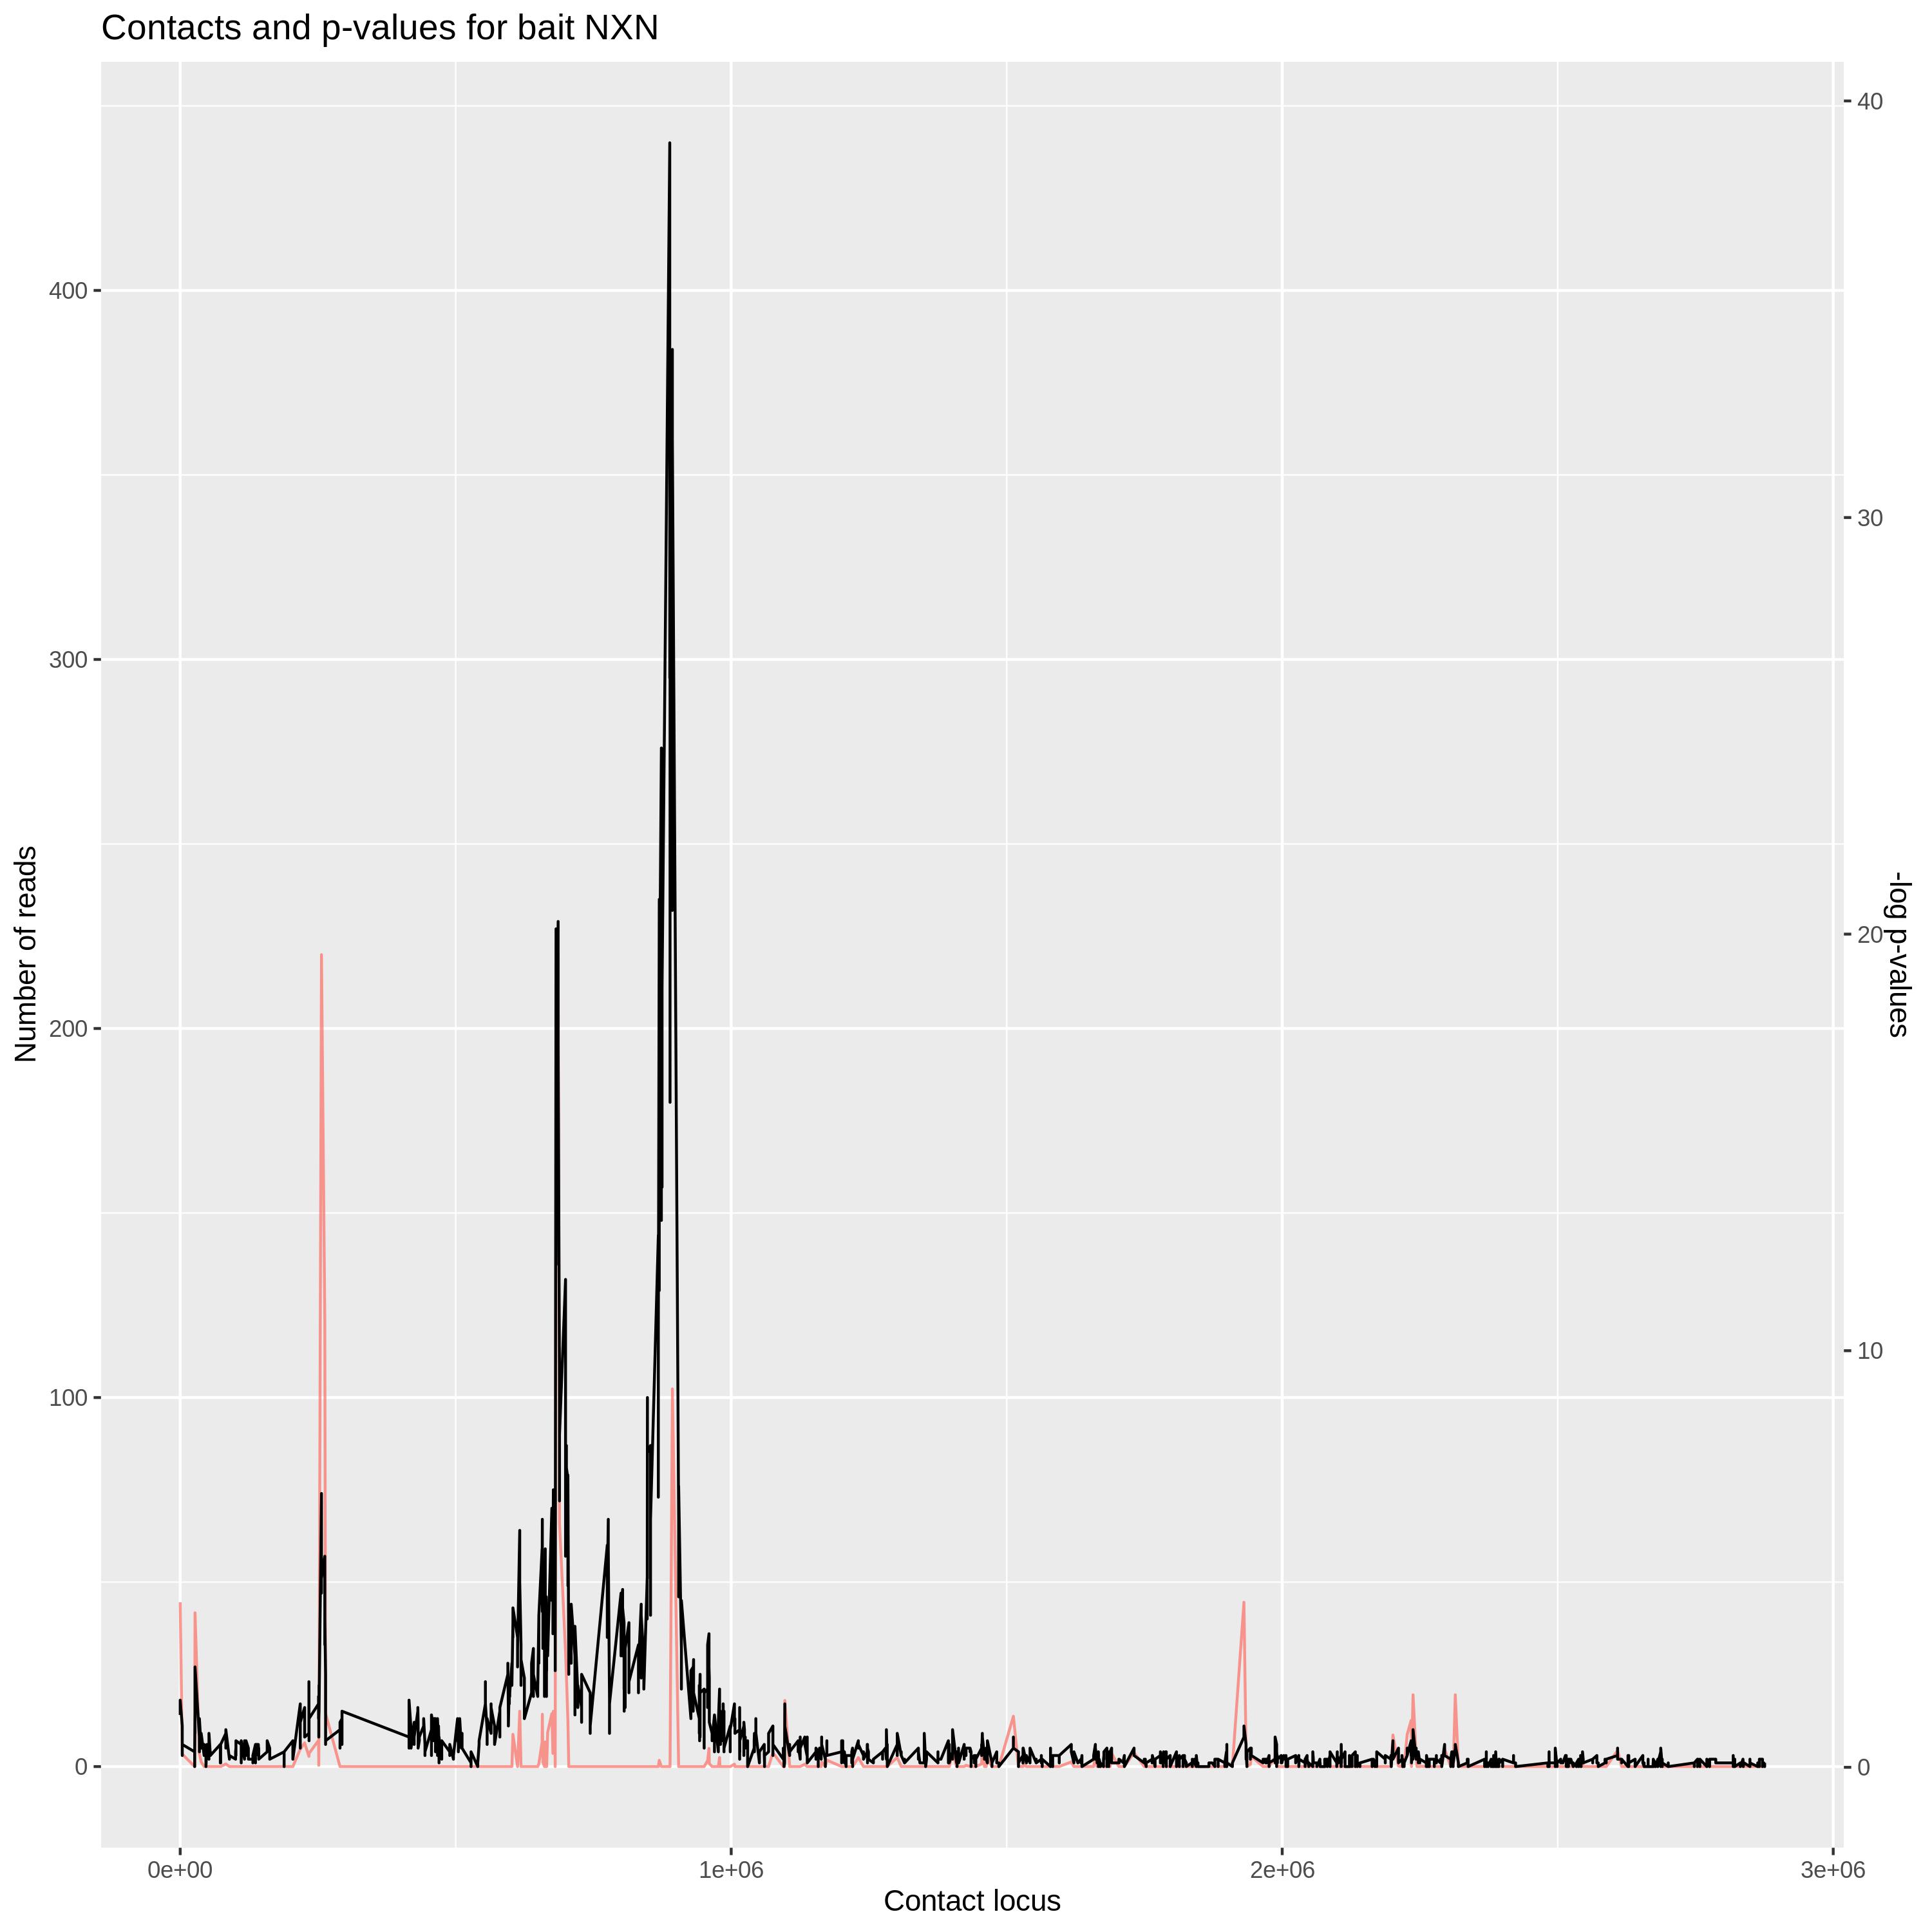 Contacts and p-values for bait NXN
400
300
200
100
0
Number of reads
40
30
20
10
0
-log p-values
0e+00
1e+06
2e+06
3e+06
Contact locus